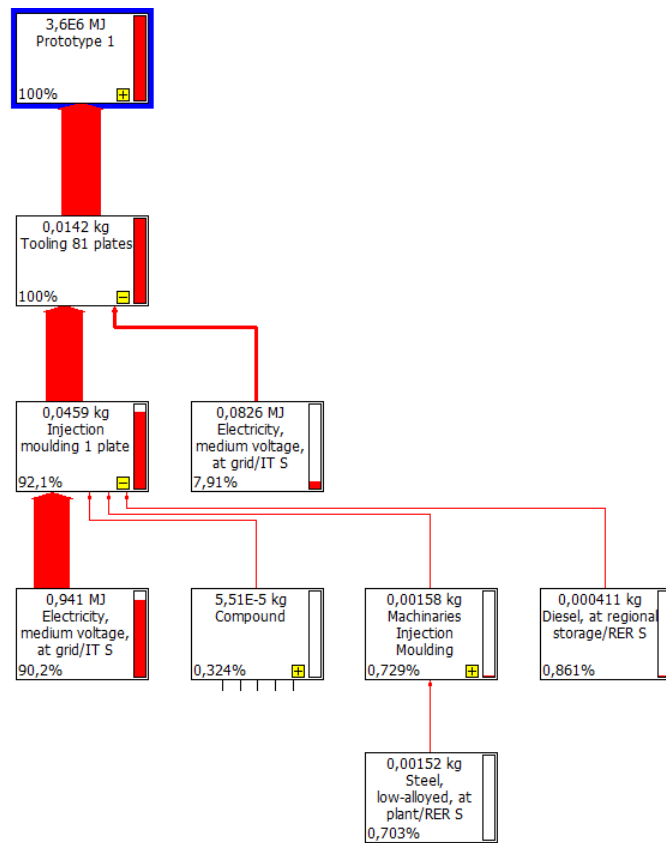 3,6E6 MJ
Prototype 1
100%
0,0142 kg
Tooling 81 plates
100%
0,0459 kg
Injection
moulding 1 plate
92,1%
0,0826 MJ
Electricity,
medium voltage,
at grid/IT S
7,91%
0,941 MJ
Electricity,
medium voltage,
at grid/IT S
90,2%
5,51E-5 kg
Compound
0,324%
0,00158 kg
Machinaries
Injection
Moulding
0,729%
0,000411 kg
Diesel, at regional
storage/RER S
0,861%
0,00152 kg
Steel,
low-alloyed, at
plant/RER S
0,703%